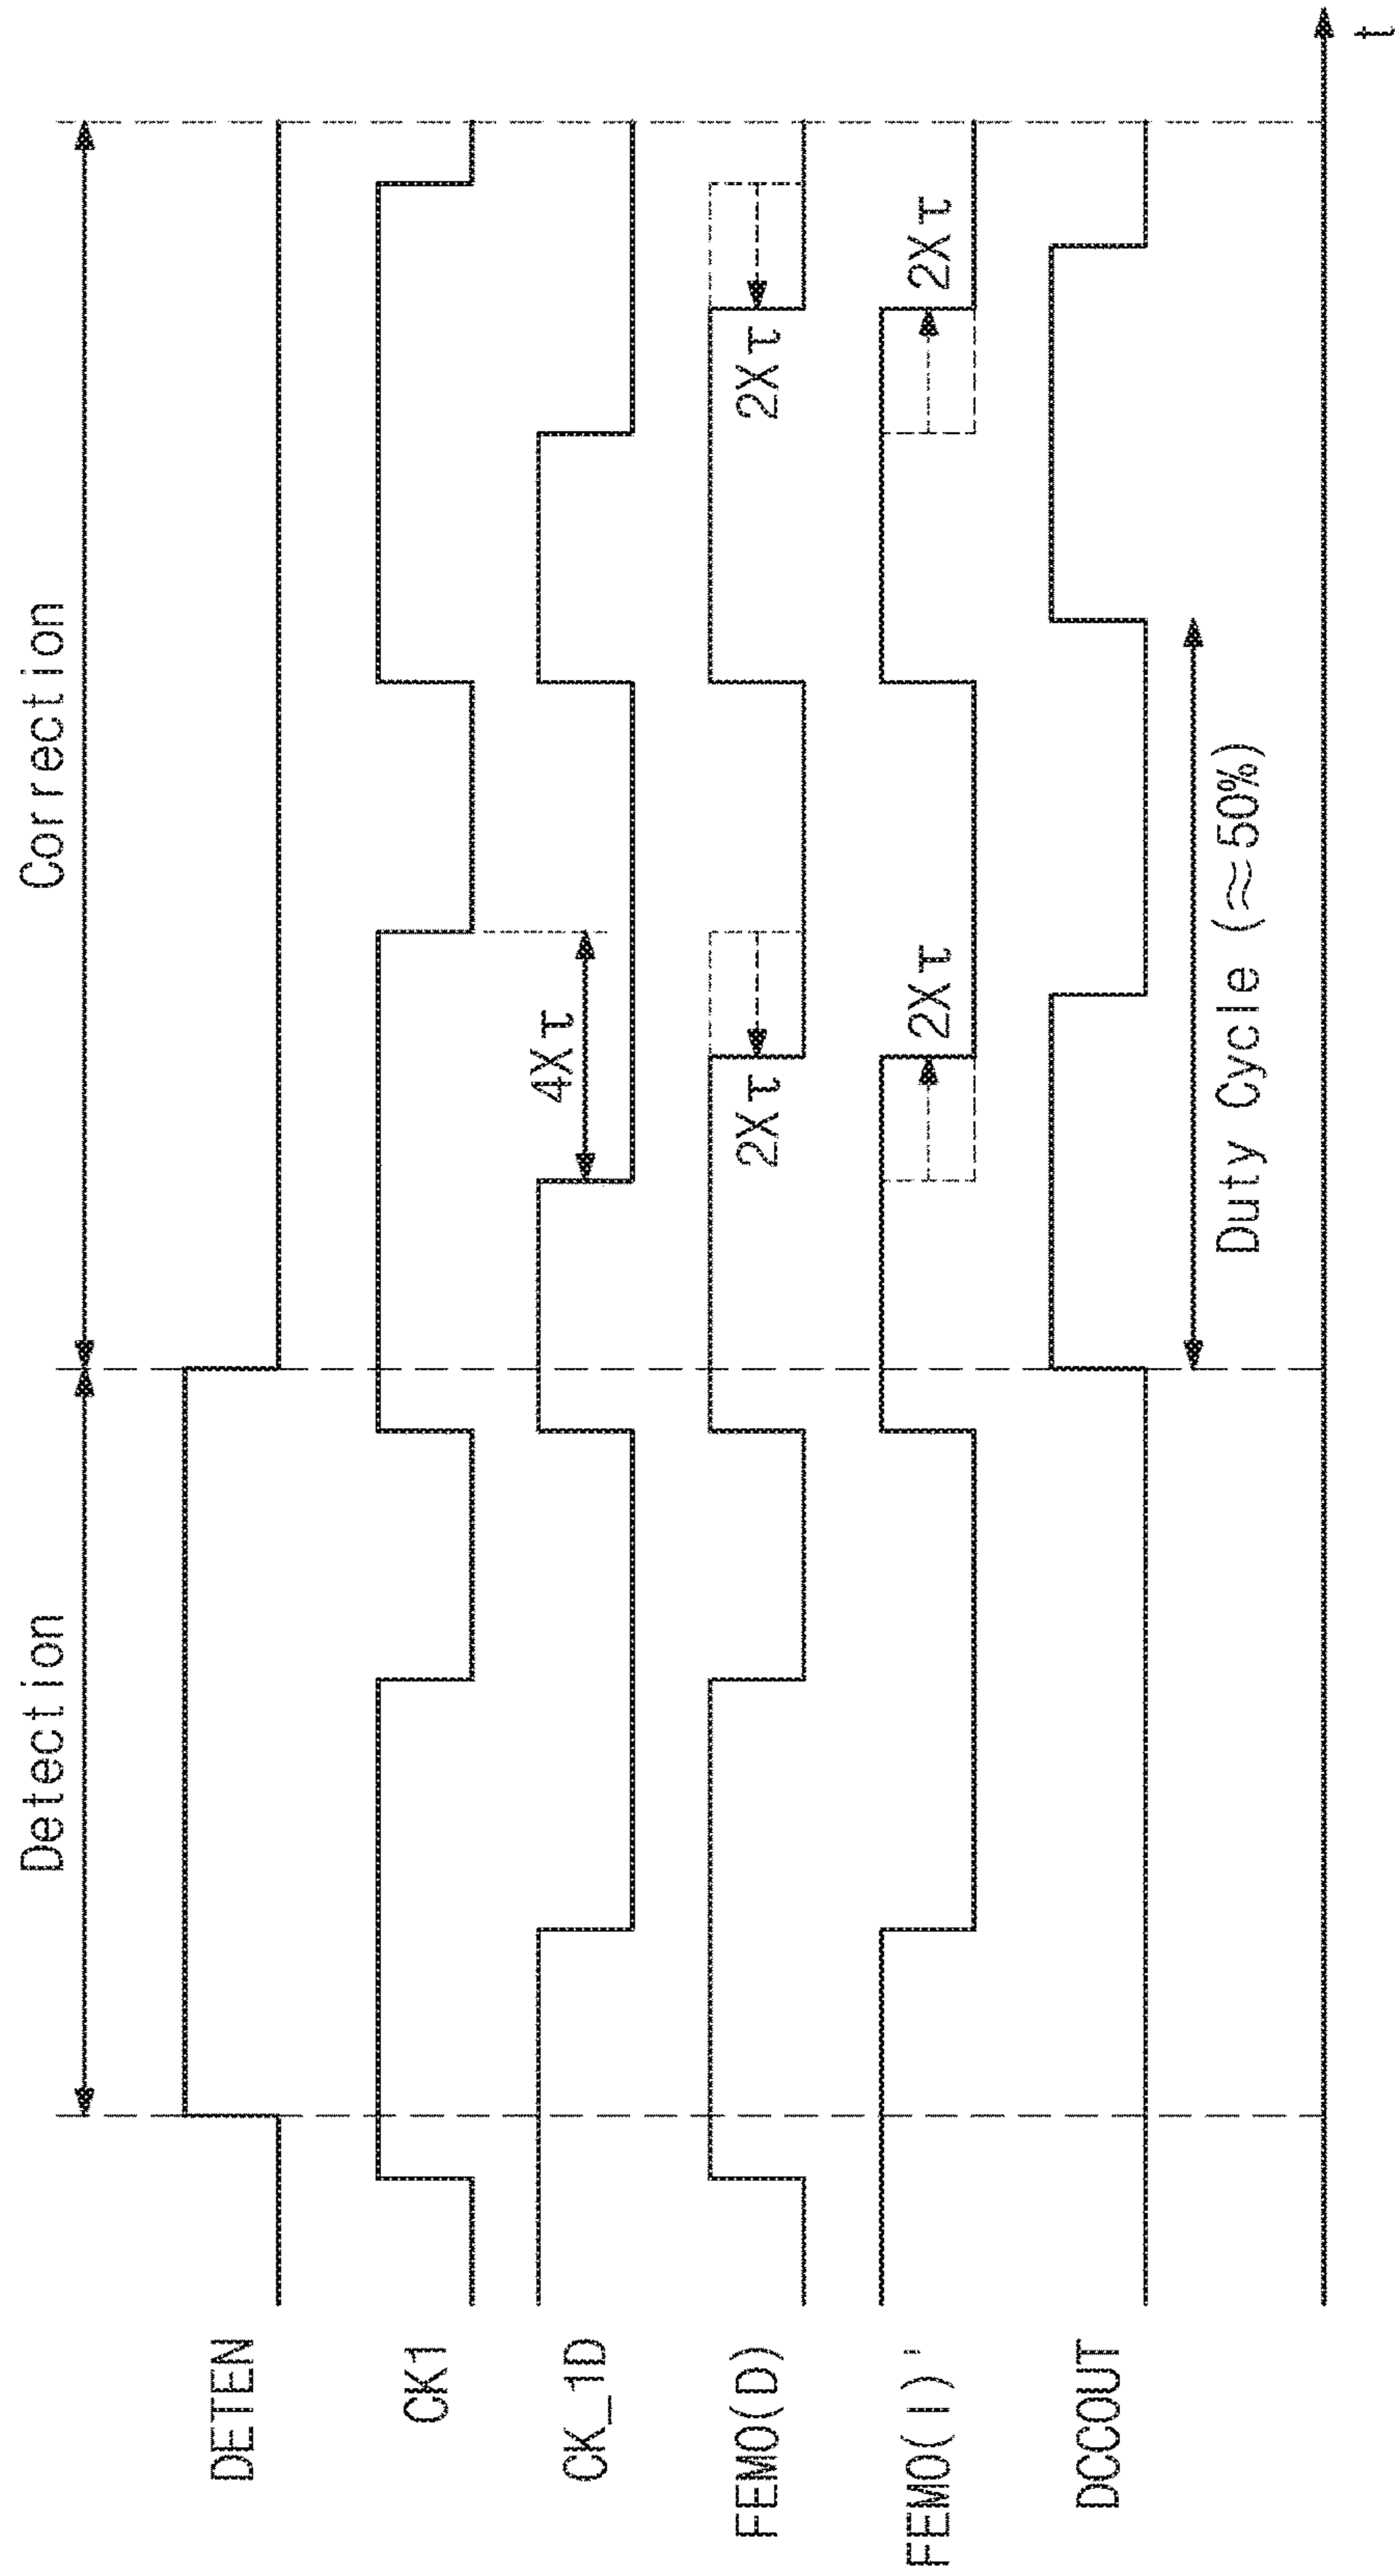 Detection
Correction
DETEN
CK1
CK_1D
4Xτ
FEMO(D)
2Xτ
2Xτ
FEMO(I)'
2Xτ
2Xτ
DCCOUT
Duty Cycle (≈50%)
t